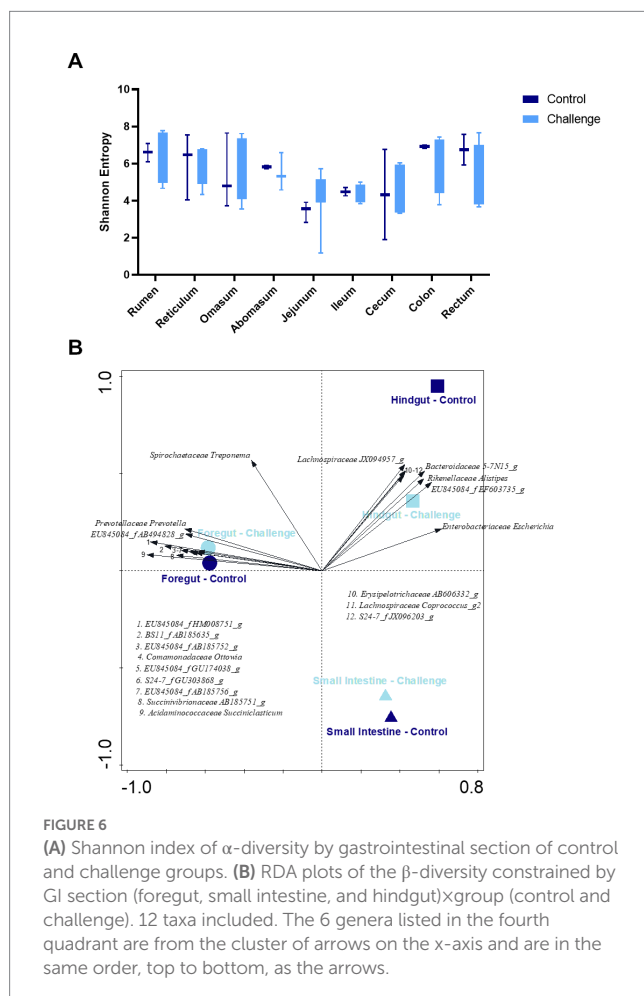 A
Control
Challenge
Shannon Entropy
10
8
6
4
2
0
Rumen
Reticulum
Omasum
Abomasum
Jejunum
Ileum
Cecum
Colon
Rectum
B
1.0
Hindgut - Control
Spirochaetaceae Treponema
Lachnospiraceae JX094957_g
10-12
Bacteroidaceae 5-7N15_g
Rikenellaceae Alistipes
EU845084_f EF603735_g
Hindgut - Challenge
Enterobacteriaceae Escherichia
Prevotellaceae Prevotella
EU845084_f AB494828_g
Foregut - Challenge
1
2
9
Foregut - Control
10. Erysipelotrichaceae AB606332_g
11. Lachnospiraceae Coprococcus_g2
12. S24-7_f JX096203_g
1. EU845084_f HM008751_g
2. BS11_f AB185635_g
3. EU845084_f AB185752_g
4. Comamonadaceae Ottowia
5. EU845084_f GU174038_g
6. S24-7_f GU303868_g
7. EU845084_f AB185756_g
8. Succinivibrionaceae AB185751_g
9. Acidaminococcaceae Succiniclasticum
Small Intestine - Challenge
Small Intestine - Control
-1.0
-1.0
0.8
FIGURE 6
(A) Shannon index of α-diversity by gastrointestinal section of control
and challenge groups. (B) RDA plots of the β-diversity constrained by
GI section (foregut, small intestine, and hindgut)×group (control and
challenge). 12 taxa included. The 6 genera listed in the fourth
quadrant are from the cluster of arrows on the x-axis and are in the
same order, top to bottom, as the arrows.